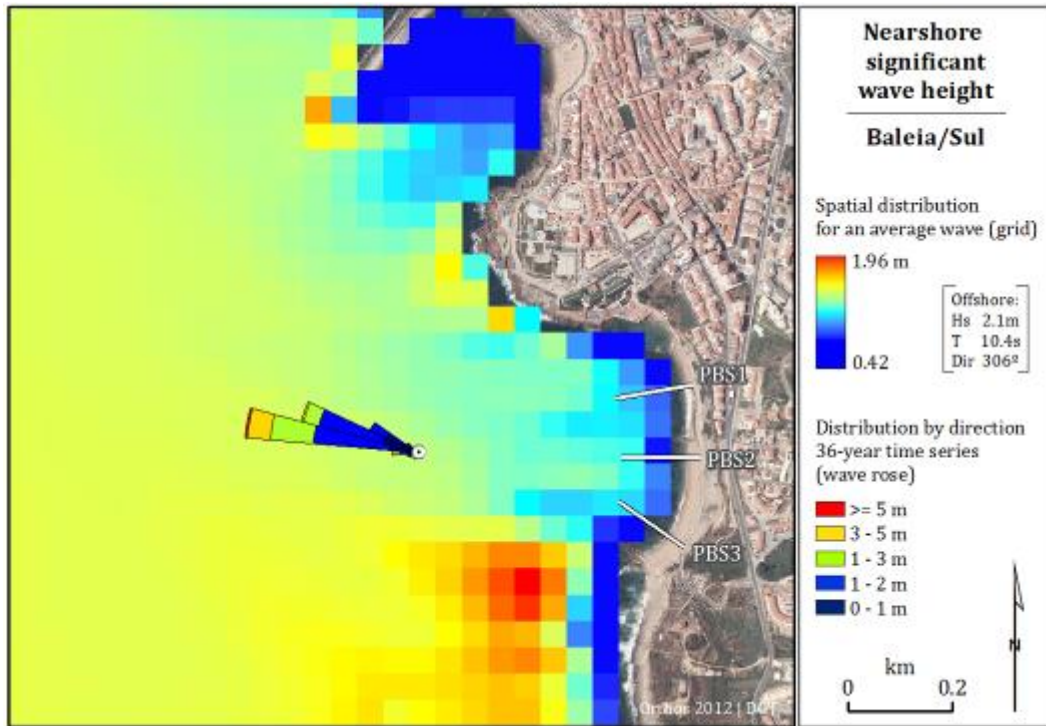 Nearshore
significant
wave height
Baleia/Sul
Spatial distribution
for an average wave (grid)
1.96 m
0.42
Offshore:
Hs 2.1m
T 10.4s
Dir 306º
Distribution by direction
36-year time series
(wave rose)
>= 5 m
3 - 5 m
1 - 3 m
1 - 2 m
0 - 1 m
km
0 0.2
N
PBS1
PBS2
PBS3
2012 |